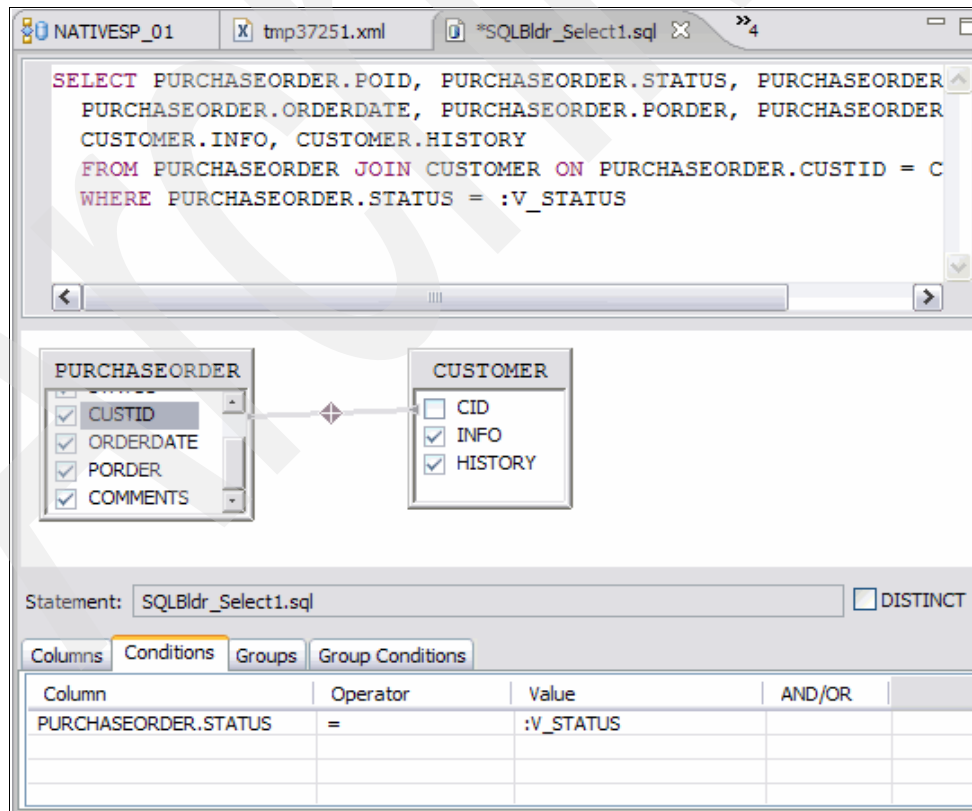 NATIVESP_01 tmp37251.xml *SQLBldr_Select1.sql »4
SELECT PURCHASEORDER.POID, PURCHASEORDER.STATUS, PURCHASEORDER
PURCHASEORDER.ORDERDATE, PURCHASEORDER.PORDER, PURCHASEORDER
CUSTOMER.INFO, CUSTOMER.HISTORY
FROM PURCHASEORDER JOIN CUSTOMER ON PURCHASEORDER.CUSTID = C
WHERE PURCHASEORDER.STATUS = :V_STATUS
PURCHASEORDER
CUSTID
ORDERDATE
PORDER
COMMENTS
CUSTOMER
CID
INFO
HISTORY
Statement: SQLBldr_Select1.sql DISTINCT
Columns Conditions Groups Group Conditions
Column Operator Value AND/OR
PURCHASEORDER.STATUS = :V_STATUS